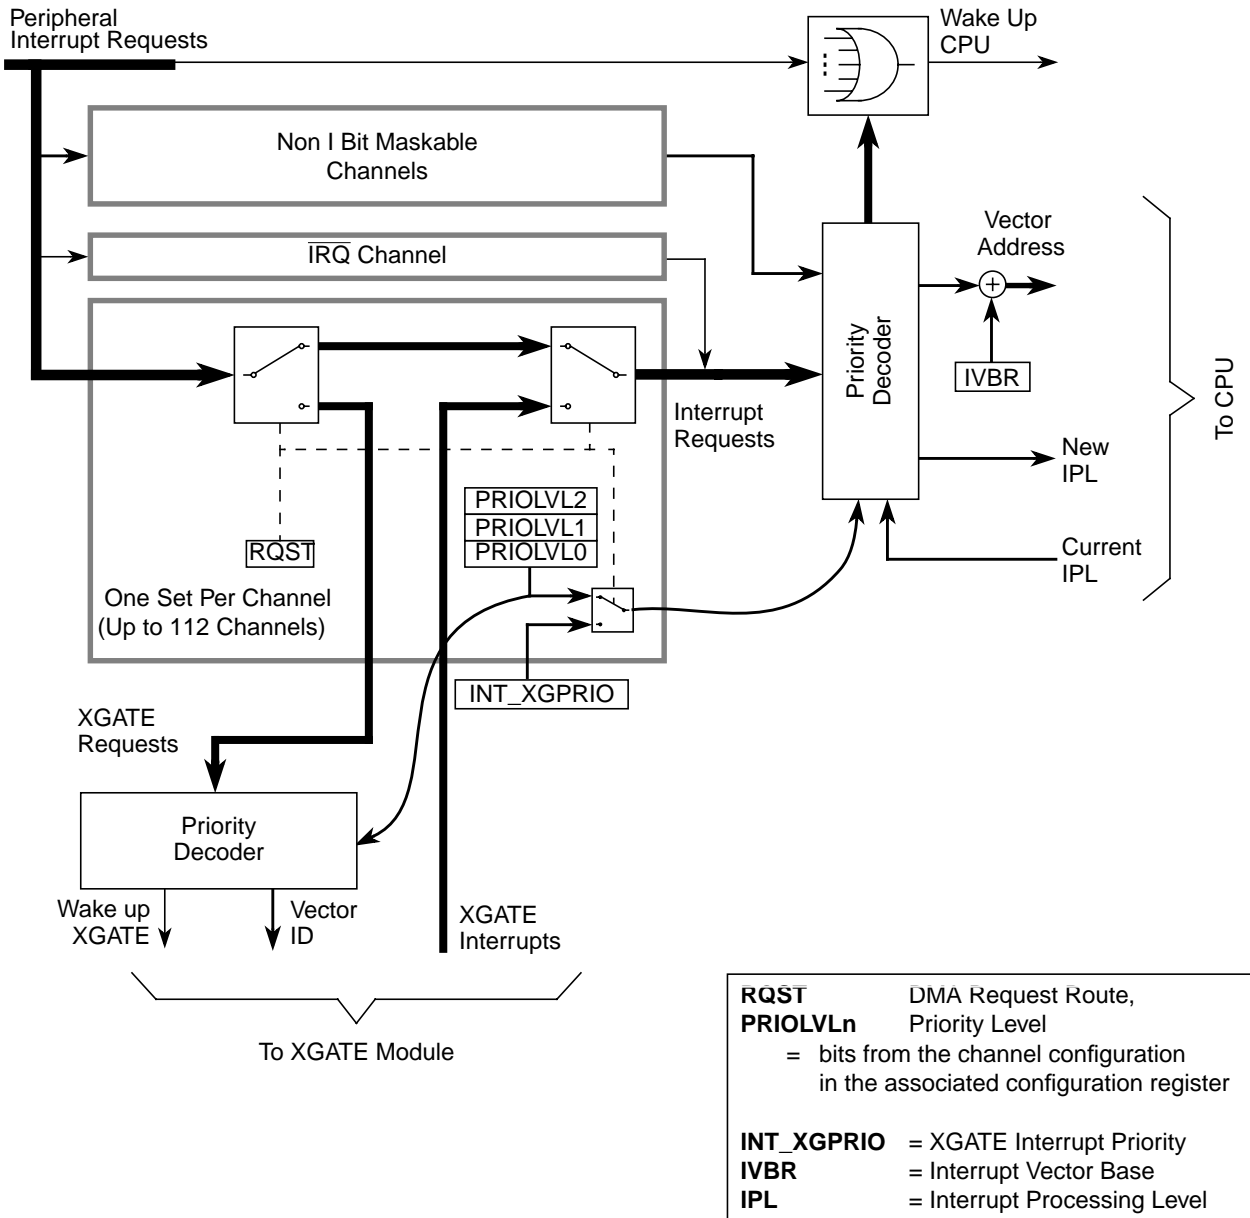 Peripheral
Interrupt Requests
Wake Up
CPU
Non I Bit Maskable
Channels
IRQ Channel
Vector
Address
Priority
Decoder
+
IVBR
To CPU
Interrupt
Requests
New
IPL
PRIOLVL2
PRIOLVL1
PRIOLVL0
RQST
Current
IPL
One Set Per Channel
(Up to 112 Channels)
INT_XGPRIO
XGATE
Requests
Priority
Decoder
Wake up
XGATE
Vector
ID
XGATE
Interrupts
To XGATE Module
RQST DMA Request Route,
PRIOLVLn Priority Level
= bits from the channel configuration
in the associated configuration register
INT_XGPRIO = XGATE Interrupt Priority
IVBR = Interrupt Vector Base
IPL = Interrupt Processing Level